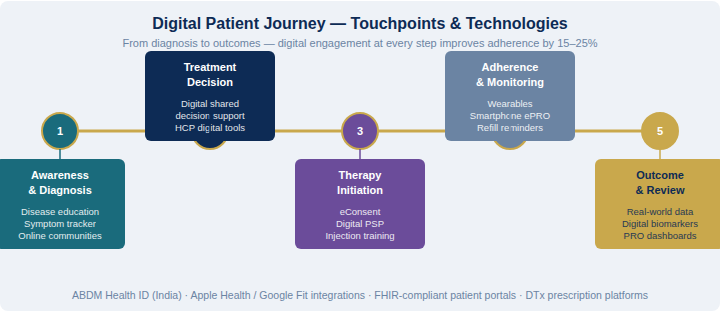 Digital Patient Journey — Touchpoints & Technologies
From diagnosis to outcomes — digital engagement at every step improves adherence by 15–25%
1
Awareness
& Diagnosis
Disease education
Symptom tracker
Online communities
Treatment
Decision
Digital shared
decision support
HCP digital tools
3
Therapy
Initiation
eConsent
Digital PSP
Injection training
Adherence
& Monitoring
Wearables
Smartphone ePRO
Refill reminders
5
Outcome
& Review
Real-world data
Digital biomarkers
PRO dashboards
ABDM Health ID (India) · Apple Health / Google Fit integrations · FHIR-compliant patient portals · DTx prescription platforms